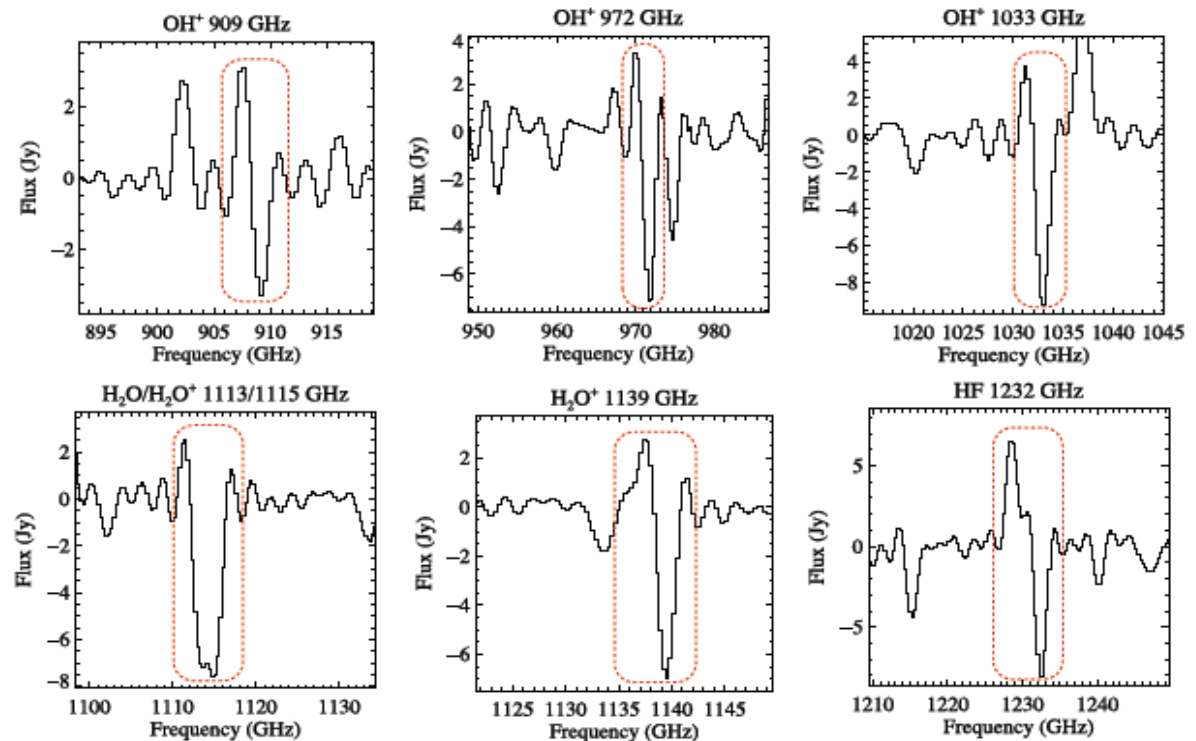 OH⁺ 909 GHz
OH⁺ 972 GHz
OH⁺ 1033 GHz
Flux (Jy)
2
0
−2
895 900 905 910 915
Frequency (GHz)
Flux (Jy)
4
2
0
−2
−4
−6
950 960 970 980
Frequency (GHz)
Flux (Jy)
4
2
0
−2
−4
−6
−8
1020 1025 1030 1035 1040 1045
Frequency (GHz)
H₂O/H₂O⁺ 1113/1115 GHz
H₂O⁺ 1139 GHz
HF 1232 GHz
Flux (Jy)
2
0
−2
−4
−6
−8
1100 1110 1120 1130
Frequency (GHz)
Flux (Jy)
2
0
−2
−4
−6
1125 1130 1135 1140 1145
Frequency (GHz)
Flux (Jy)
5
0
−5
1210 1220 1230 1240
Frequency (GHz)